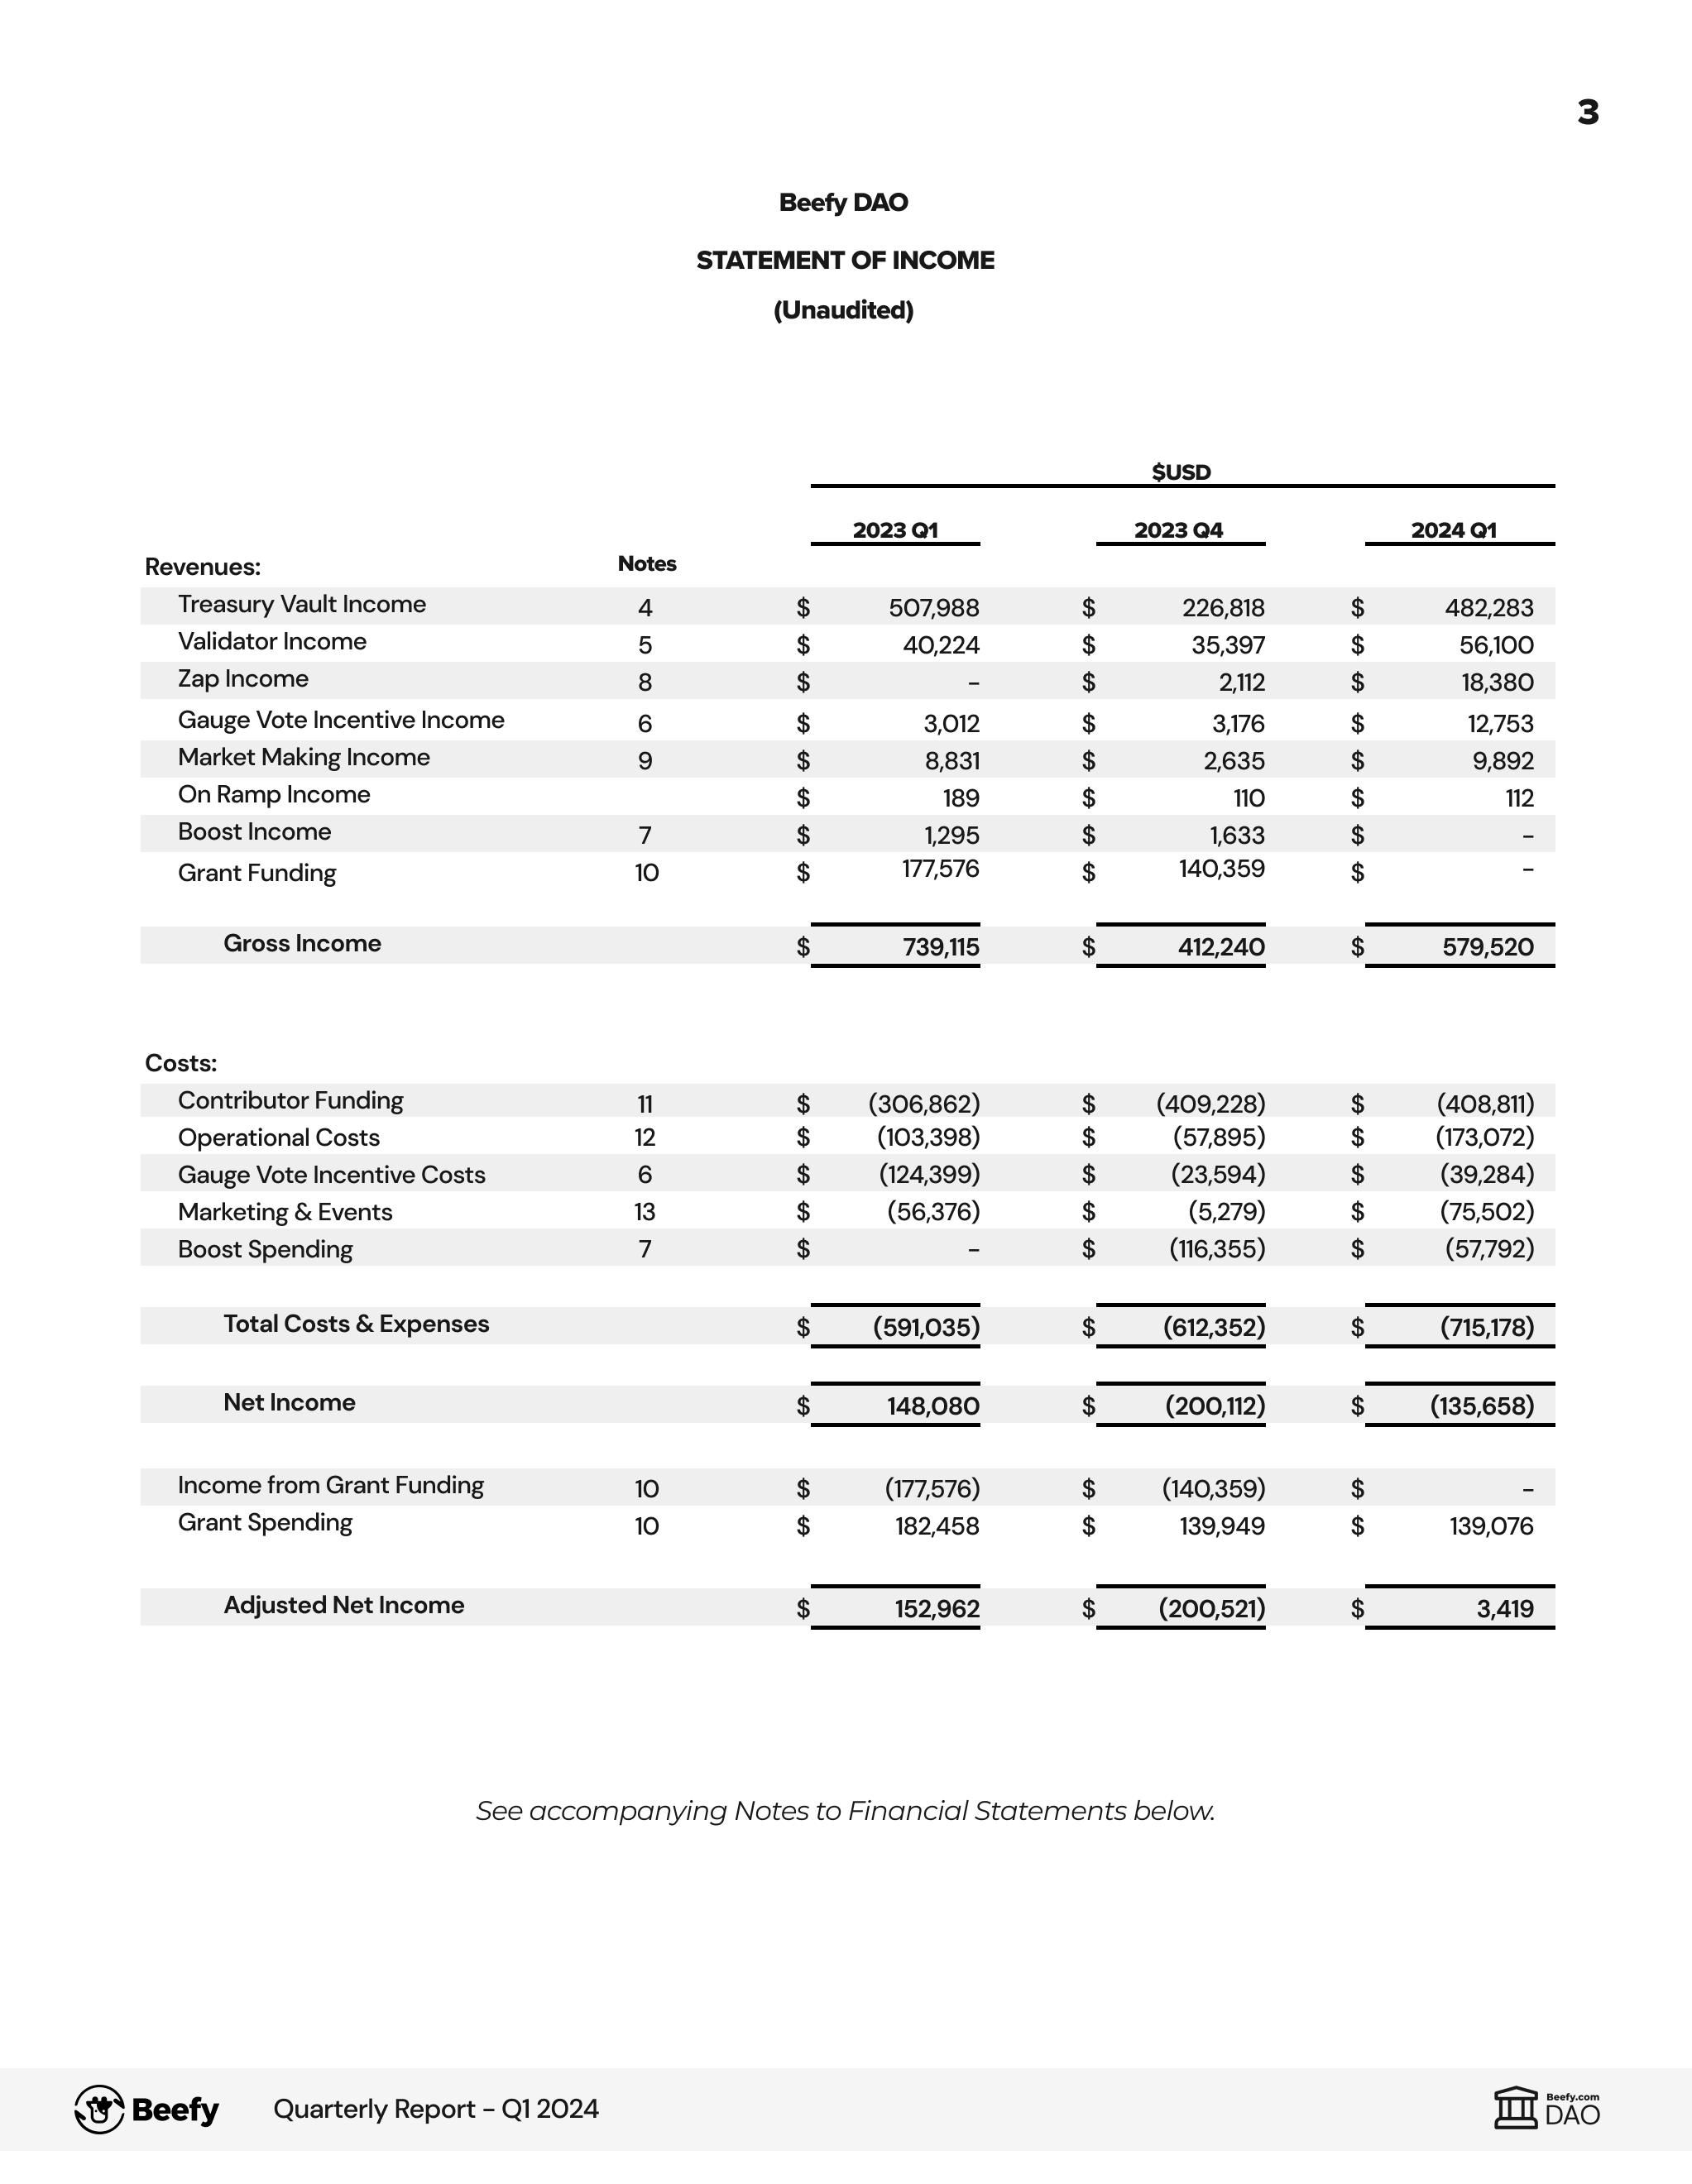 3
Beefy DAO
STATEMENT OF INCOME
(Unaudited)
$USD
2023 Q1 2023 Q4 2024 Q1
Revenues: Notes
Treasury Vault Income 4 $ 507,988 $ 226,818 $ 482,283
Validator Income 5 $ 40,224 $ 35,397 $ 56,100
Zap Income 8 $ - $ 2,112 $ 18,380
Gauge Vote Incentive Income 6 $ 3,012 $ 3,176 $ 12,753
Market Making Income 9 $ 8,831 $ 2,635 $ 9,892
On Ramp Income $ 189 $ 110 $ 112
Boost Income 7 $ 1,295 $ 1,633 $ -
Grant Funding 10 $ 177,576 $ 140,359 $ -
Gross Income $ 739,115 $ 412,240 $ 579,520
Costs:
Contributor Funding 11 $ (306,862) $ (409,228) $ (408,811)
Operational Costs 12 $ (103,398) $ (57,895) $ (173,072)
Gauge Vote Incentive Costs 6 $ (124,399) $ (23,594) $ (39,284)
Marketing & Events 13 $ (56,376) $ (5,279) $ (75,502)
Boost Spending 7 $ - $ (116,355) $ (57,792)
Total Costs & Expenses $ (591,035) $ (612,352) $ (715,178)
Net Income $ 148,080 $ (200,112) $ (135,658)
Income from Grant Funding 10 $ (177,576) $ (140,359) $ -
Grant Spending 10 $ 182,458 $ 139,949 $ 139,076
Adjusted Net Income $ 152,962 $ (200,521) $ 3,419
See accompanying Notes to Financial Statements below.
Beefy Quarterly Report - Q1 2024
Beefy.com
DAO